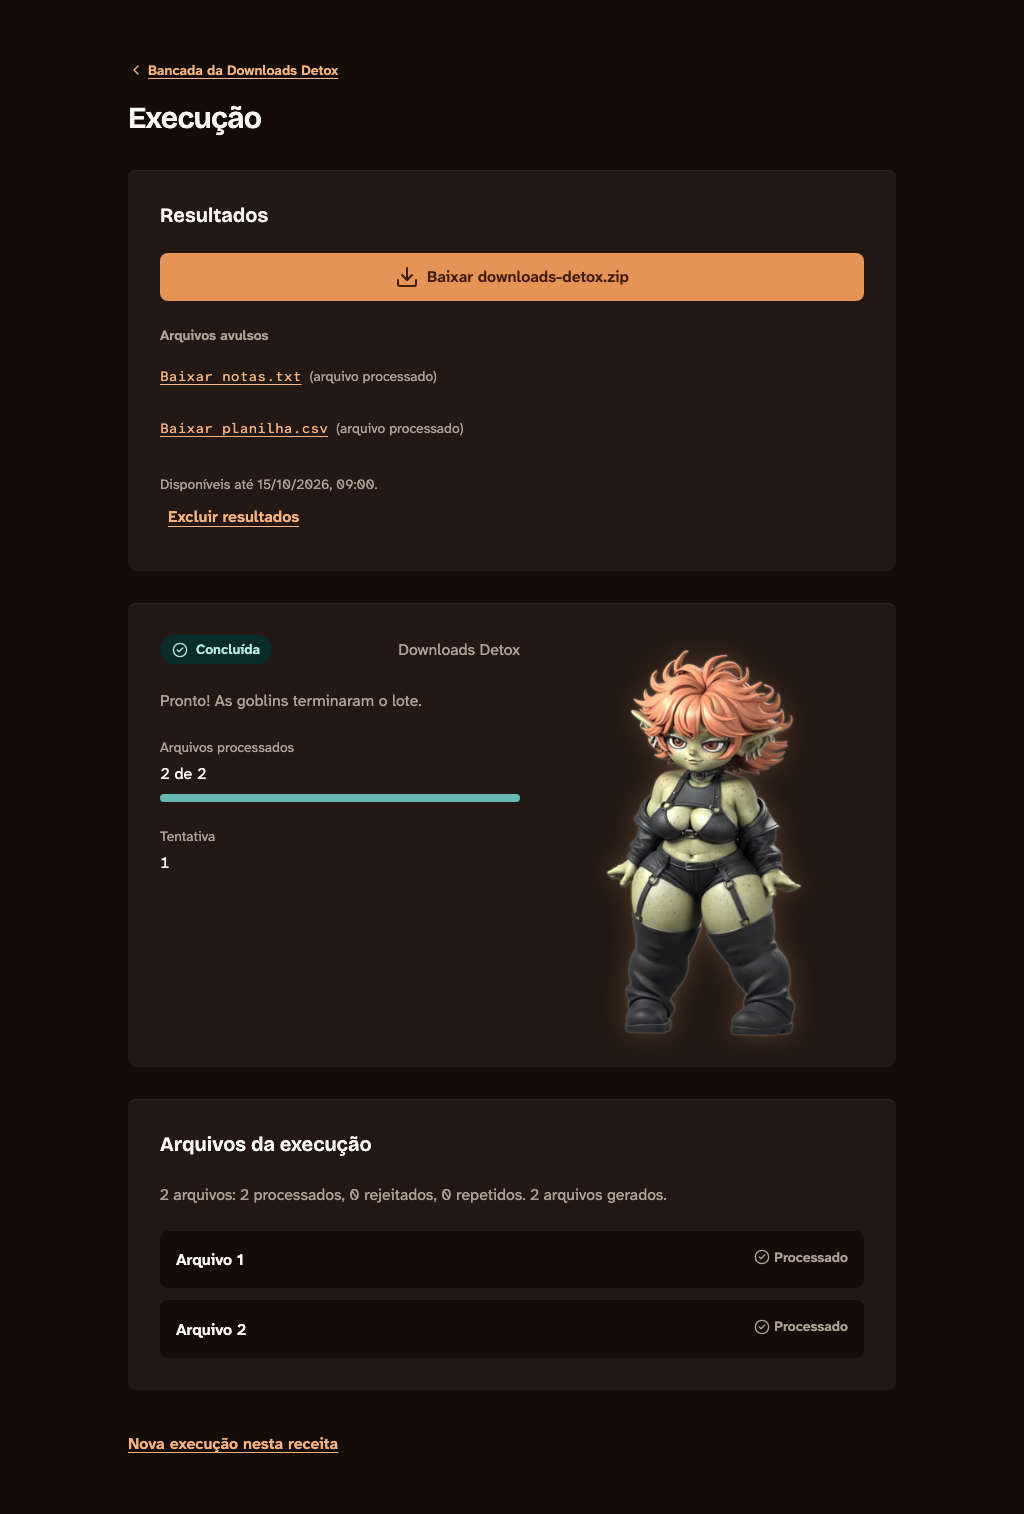 Bancada da Downloads Detox
Execução
Resultados
Baixar downloads-detox.zip
Arquivos avulsos
Baixar notas.txt (arquivo processado)
Baixar planilha.csv (arquivo processado)
Disponíveis até 15/10/2026, 09:00.
Excluir resultados
Concluída
Downloads Detox
Pronto! As goblins terminaram o lote.
Arquivos processados
2 de 2
Tentativa
1
Arquivos da execução
2 arquivos: 2 processados, 0 rejeitados, 0 repetidos. 2 arquivos gerados.
Arquivo 1
Processado
Arquivo 2
Processado
Nova execução nesta receita